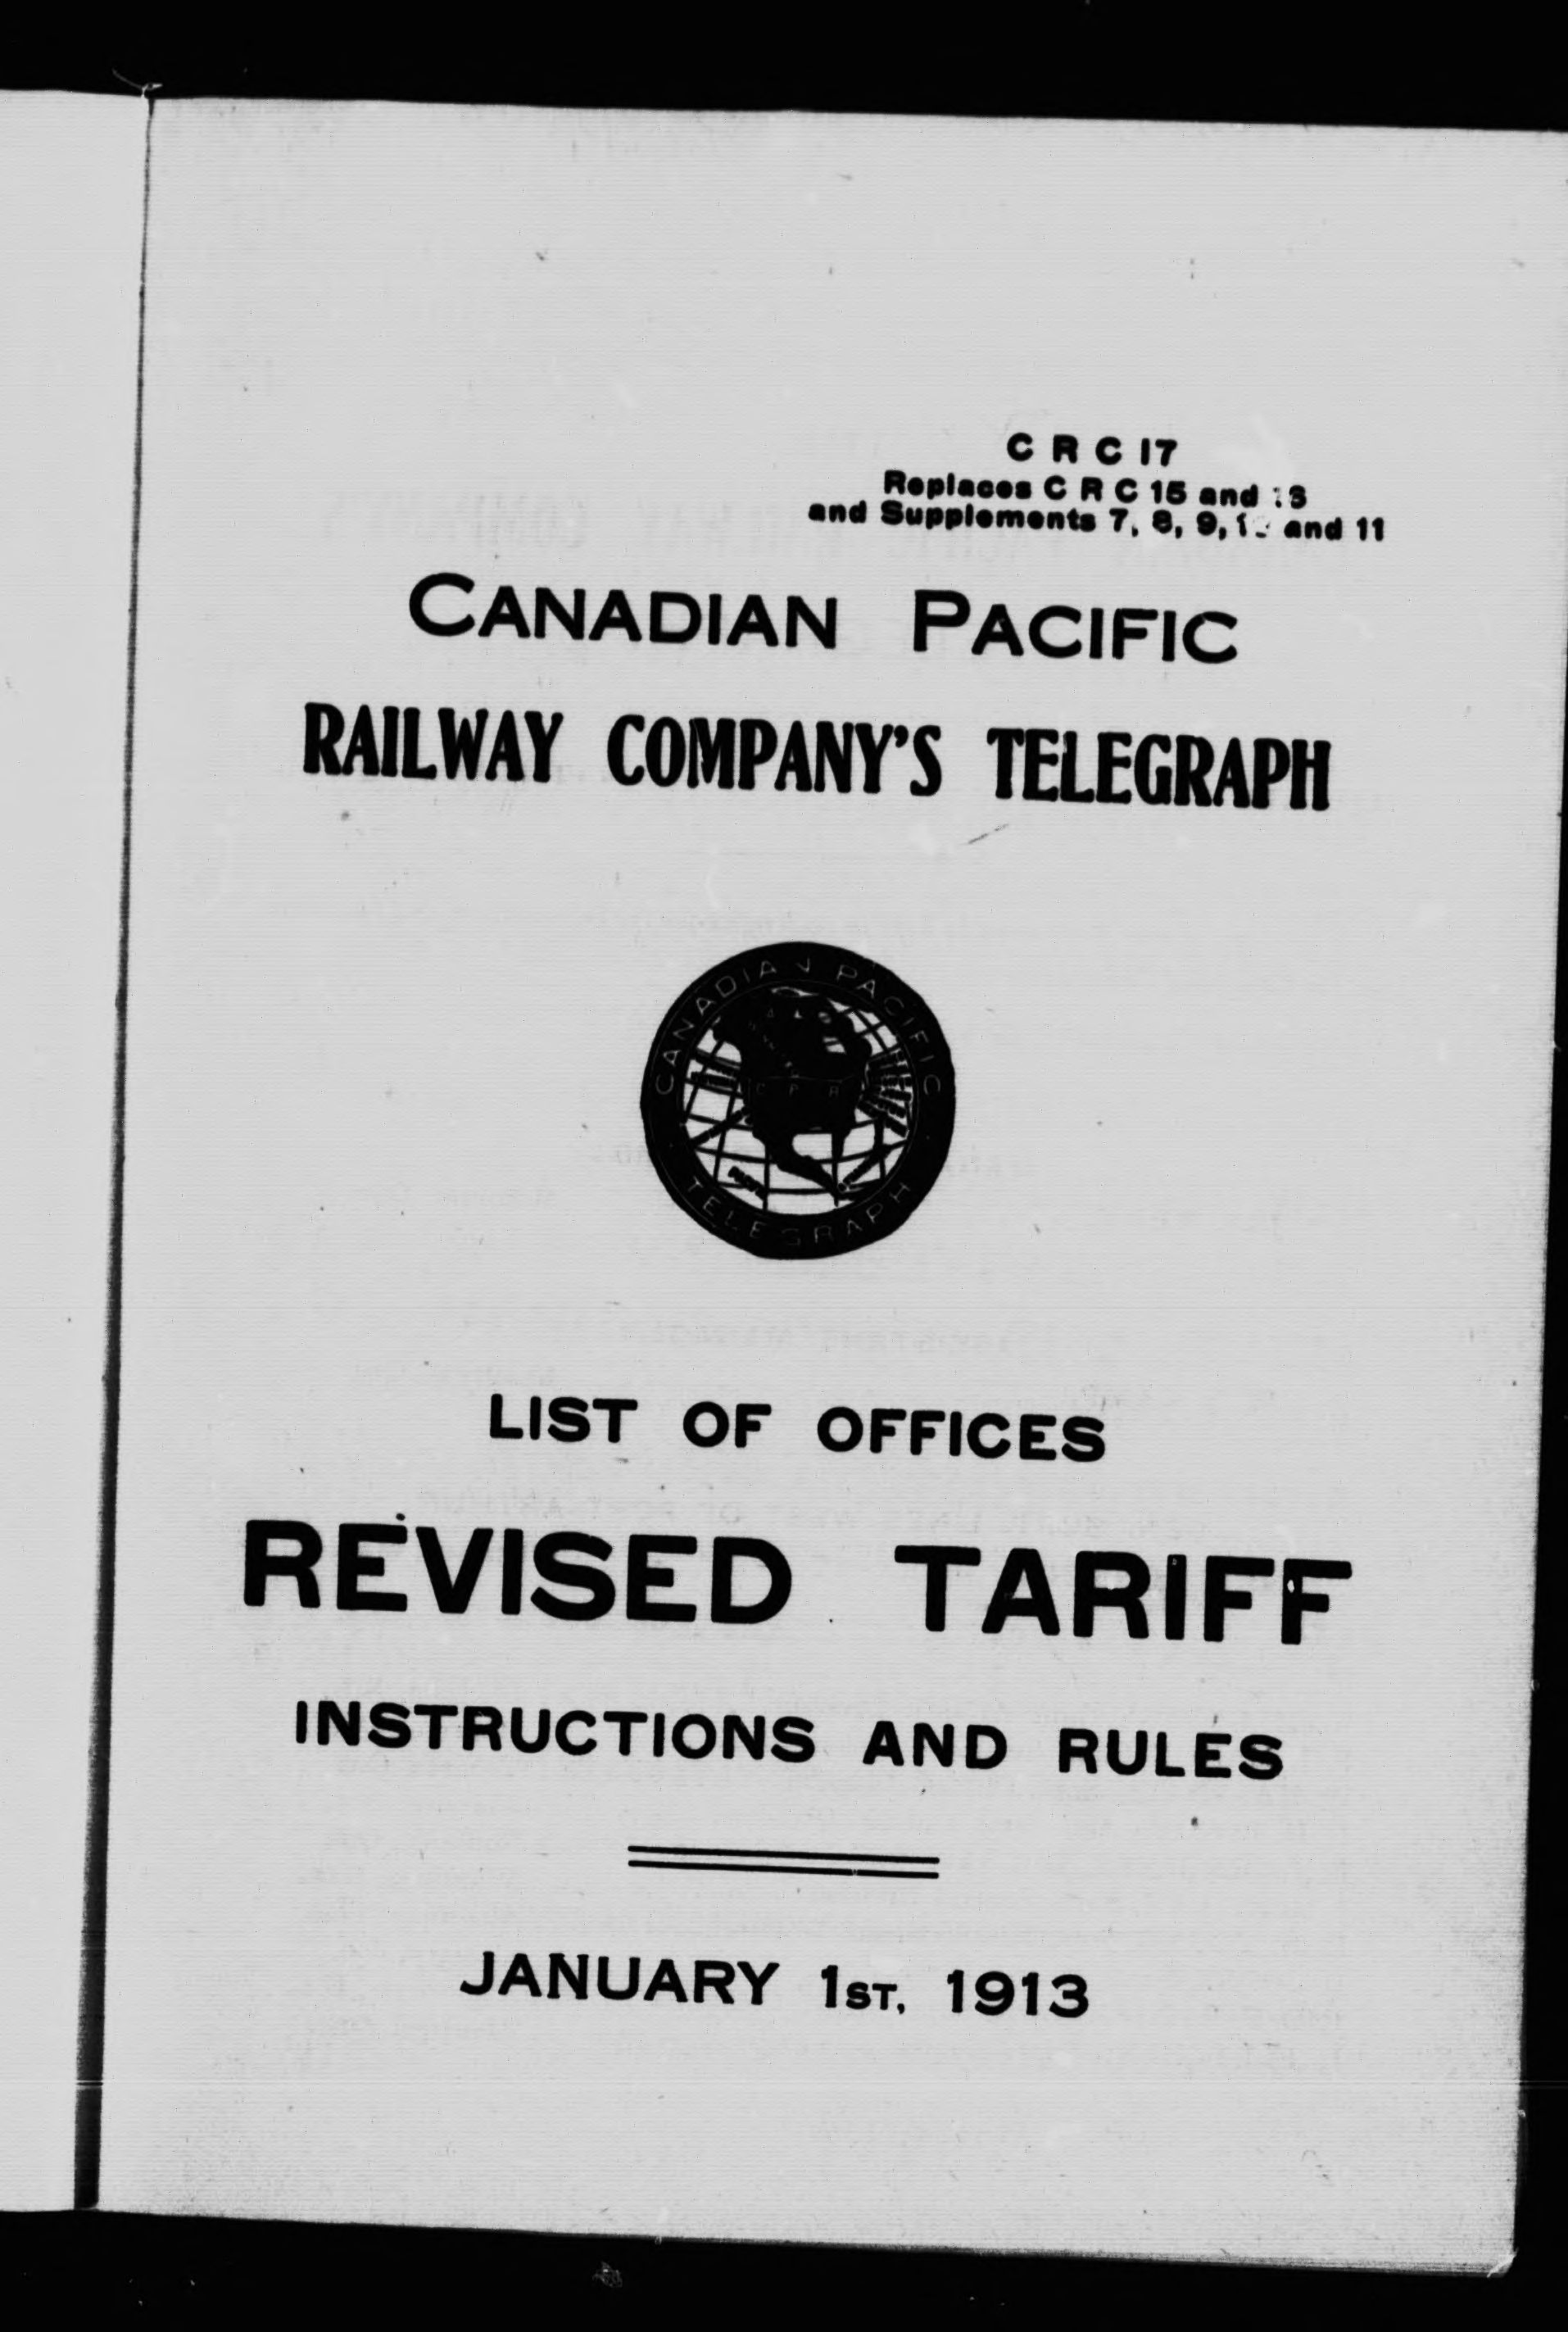 C R C 17
Replaces C R C 15 and
and Supplements 7, 8, 9, and 11
CANADIAN PACIFIC
RAILWAY COMPANY'S TELEGRAPH
CANADIAN PACIFIC
C P R
TELEGRAPH
LIST OF OFFICES
REVISED TARIFF
INSTRUCTIONS AND RULES
JANUARY 1ST, 1913